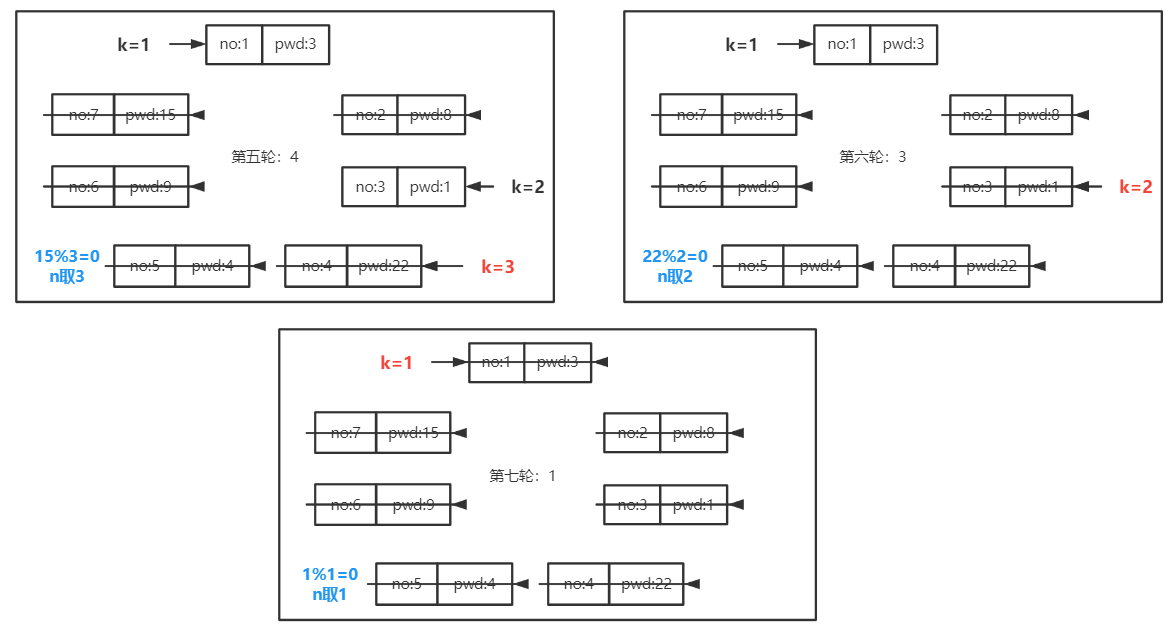 k=1
no:1 pwd:3
no:7 pwd:15
no:2 pwd:8
第五轮：4
no:6 pwd:9
no:3 pwd:1
k=2
15%3=0
n取3
no:5 pwd:4
no:4 pwd:22
k=3
k=1
no:1 pwd:3
no:7 pwd:15
no:2 pwd:8
第六轮：3
no:6 pwd:9
no:3 pwd:1
k=2
22%2=0
n取2
no:5 pwd:4
no:4 pwd:22
k=1
no:1 pwd:3
no:7 pwd:15
no:2 pwd:8
第七轮：1
no:6 pwd:9
no:3 pwd:1
1%1=0
n取1
no:5 pwd:4
no:4 pwd:22